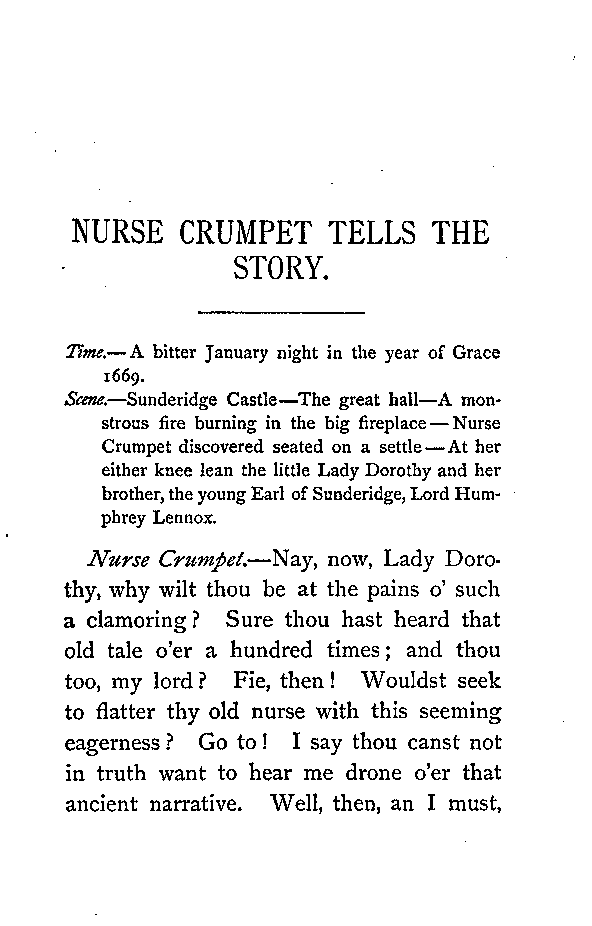 NURSE CRUMPET TELLS THE
STORY.
Time.—A bitter January night in the year of Grace
1669.
Scene.—Sunderidge Castle—The great hall—A mon-
strous fire burning in the big fireplace—Nurse
Crumpet discovered seated on a settle—At her
either knee lean the little Lady Dorothy and her
brother, the young Earl of Sunderidge, Lord Hum-
phrey Lennox.
Nurse Crumpet.—Nay, now, Lady Doro-
thy, why wilt thou be at the pains o' such
a clamoring? Sure thou hast heard that
old tale o'er a hundred times; and thou
too, my lord? Fie, then! Wouldst seek
to flatter thy old nurse with this seeming
eagerness? Go to! I say thou canst not
in truth want to hear me drone o'er that
ancient narrative. Well, then, an I must,